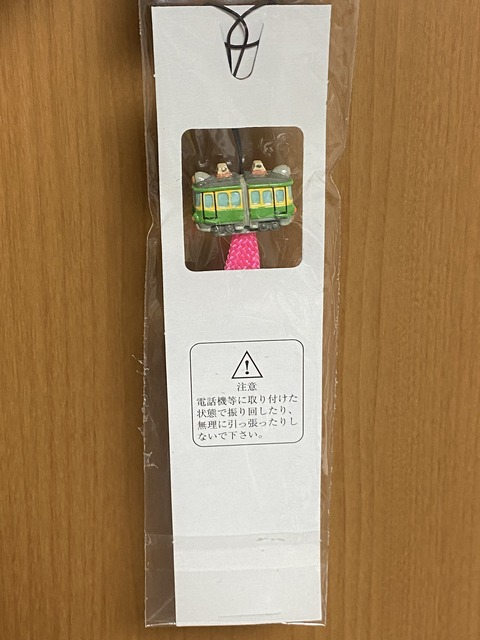 注意
電話機等に取り付けた
状態で振り回したり、
無理に引っ張ったりし
ないで下さい。